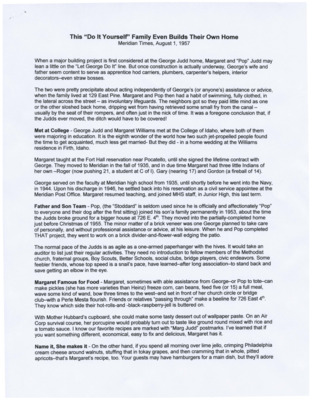 This "Do It Yourself" Family Even Builds Their Own Home
Meridian Times, August 1, 1957
When a major building project is first considered at the George Judd home, Margaret and "Pop" Judd may
lean a little on the "Let George Do It" line. But once construction is actually underway, George's wife and
father seem content to serve as apprentice hod carriers, plumbers, carpenter's helpers, interior
decorators–even straw bosses.
The two were pretty precipitate about acting independently of George's (or anyone's) assistance or advice,
when the family lived at 129 East Pine. Margaret and Pop then had a habit of swimming, fully clothed, in
the lateral across the street – as involuntary lifeguards. The neighbors got so they paid little mind as one
or the other sloshed back home, dripping wet from having retrieved some small fry from the canal –
usually by the seat of their rompers, and often just in the nick of time. It was a foregone conclusion that, if
the Judds ever moved, the ditch would have to be covered.
Met at College - George Judd and Margaret Williams met at the College of Idaho, where both of them
were majoring in education. It is the eighth wonder of the world how two such jet-propelled people found
the time to get acquainted, much less get married- But they did - in a home wedding at the Williams
residence in Firth, Idaho.
Margaret taught at the Fort Hall reservation near Pocatello, until she signed the lifetime contract with
George. They moved to Meridian in the fall of 1935, and in due time Margaret had three little Indians of
her own –Roger (now pushing 21, a student at C of I) Gary (nearing 17) and Gordon (a fireball of 14).
George served on the faculty at Meridian high school from 1935, until shortly before he went into the Navy,
in 1944. Upon his discharge in 1946, he settled back into his reservation as a civil service appointee at the
Meridian Post Office. Margaret resumed teaching, and joined the staff, in Junior High, this last term.
Father and Son Team - Pop, (the "Stoddard" is seldom used since he is officially and affectionately "Pop"
to everyone and their dog after the first sitting) joined his son's family permanently in 1953, about the time
the Judds broke ground for a bigger house at 726 E. 4th. They moved into the partially-completed home
just before Christmas of 1955. The minor matter of a brick veneer was one George planned to take care
of personally, and without professional assistance or advice, at his leisure. When he and Pop completed
THAT project, they went to work on a brick divider-and-flower-wall edging the patio.
The normal pace of the Judds is as agile as a one-armed paperhanger with the hives. It would take an
auditor to list just their regular activities. They need no introduction to fellow members of the Methodist
church, fraternal groups, Boy Scouts, Better Schools, social clubs, bridge players, civic endeavors. Some
feebler friends, whose top speed is a snail's pace, have learned–after long association–to stand back and
save getting an elbow in the eye.
Margaret Famous for Food - Margaret, sometimes with able assistance from George–or Pop to tote–can
make pickles (she has more varieties than Heinz) freeze corn, can beans, feed five (or 15) a full meal,
wave some kind of wand, bow three times to the west–and set in front of her church circle or bridge
club–with a Perle Mesta flourish. Friends or relatives "passing through" make a beeline for 726 East 4th.
They know which side their hot-rolls-and -black-raspberry-jell is buttered on.
With Mother Hubbard's cupboard, she could make some tasty dessert out of wallpaper paste. On an Air
Corp survival course, her porcupine would probably turn out to taste like ground round mixed with rice and
a tomato sauce. I know our favorite recipes are marked with "Marg Judd" postmarks. I've learned that if
you want something different, economical, easy to fix and delicious, Margaret has it.
Name it, She makes it - On the other hand, if you spend all morning over lime jello, crimping Philadelphia
cream cheese around walnuts, stuffing that in tokay grapes, and then cramming that in whole, pitted
apricots–that's Margaret's recipe, too. Your guests may have hamburgers for a main dish, but they'll adore